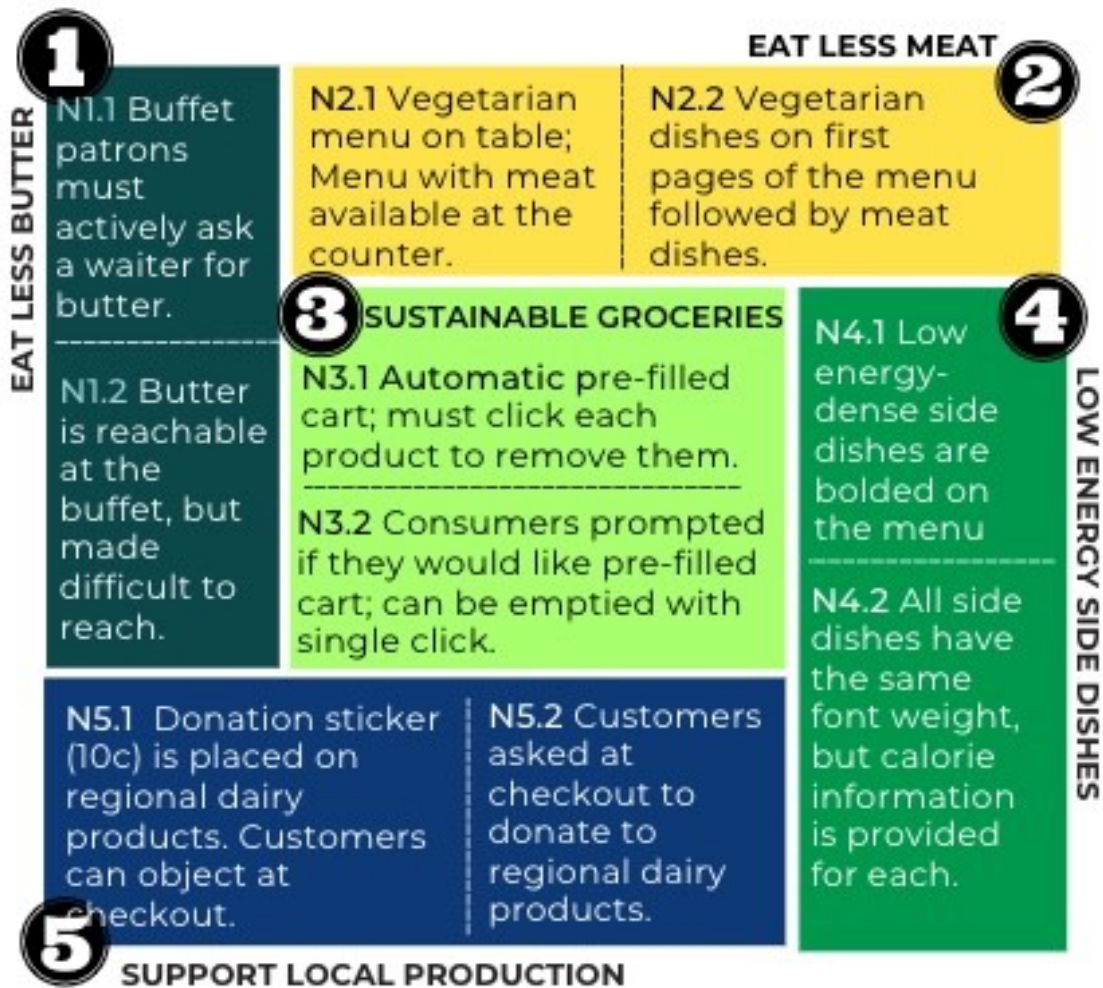 1
EAT LESS BUTTER
N1.1 Buffet
patrons
must
actively ask
a waiter for
butter.
N1.2 Butter
is reachable
at the
buffet, but
made
difficult to
reach.
EAT LESS MEAT
2
N2.1 Vegetarian
menu on table;
Menu with meat
available at the
counter.
N2.2 Vegetarian
dishes on first
pages of the menu
followed by meat
dishes.
3
SUSTAINABLE GROCERIES
N3.1 Automatic pre-filled
cart; must click each
product to remove them.
N3.2 Consumers prompted
if they would like pre-filled
cart; can be emptied with
single click.
4
LOW ENERGY SIDE DISHES
N4.1 Low
energy-
dense side
dishes are
bolded on
the menu
N4.2 All side
dishes have
the same
font weight,
but calorie
information
is provided
for each.
N5.1 Donation sticker
(10c) is placed on
regional dairy
products. Customers
can object at
checkout.
N5.2 Customers
asked at
checkout to
donate to
regional dairy
products.
5
SUPPORT LOCAL PRODUCTION